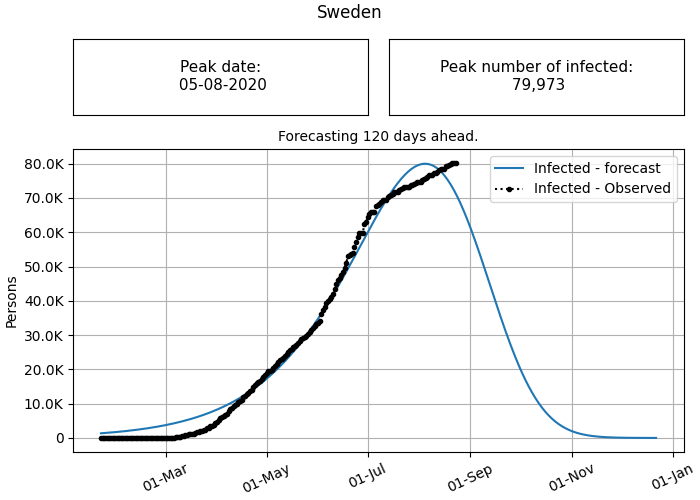 Sweden
Peak date:
05-08-2020
Peak number of infected:
79,973
Forecasting 120 days ahead.
Infected - forecast
Infected - Observed
Persons
80.0K
70.0K
60.0K
50.0K
40.0K
30.0K
20.0K
10.0K
0
01-Mar
01-May
01-Jul
01-Sep
01-Nov
01-Jan